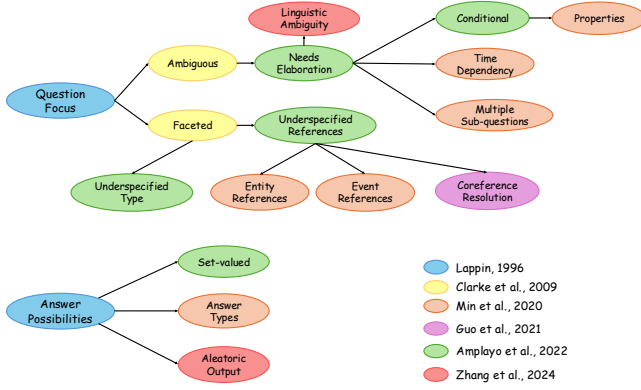 Linguistic
Ambiguity
Conditional
Properties
Ambiguous
Needs
Elaboration
Time
Dependency
Question
Focus
Multiple
Sub-questions
Faceted
Underspecified
References
Underspecified
Type
Entity
References
Event
References
Coreference
Resolution
Set-valued
Answer
Possibilities
Answer
Types
Aleatoric
Output
Lappin, 1996
Clarke et al., 2009
Min et al., 2020
Guo et al., 2021
Amplayo et al., 2022
Zhang et al., 2024